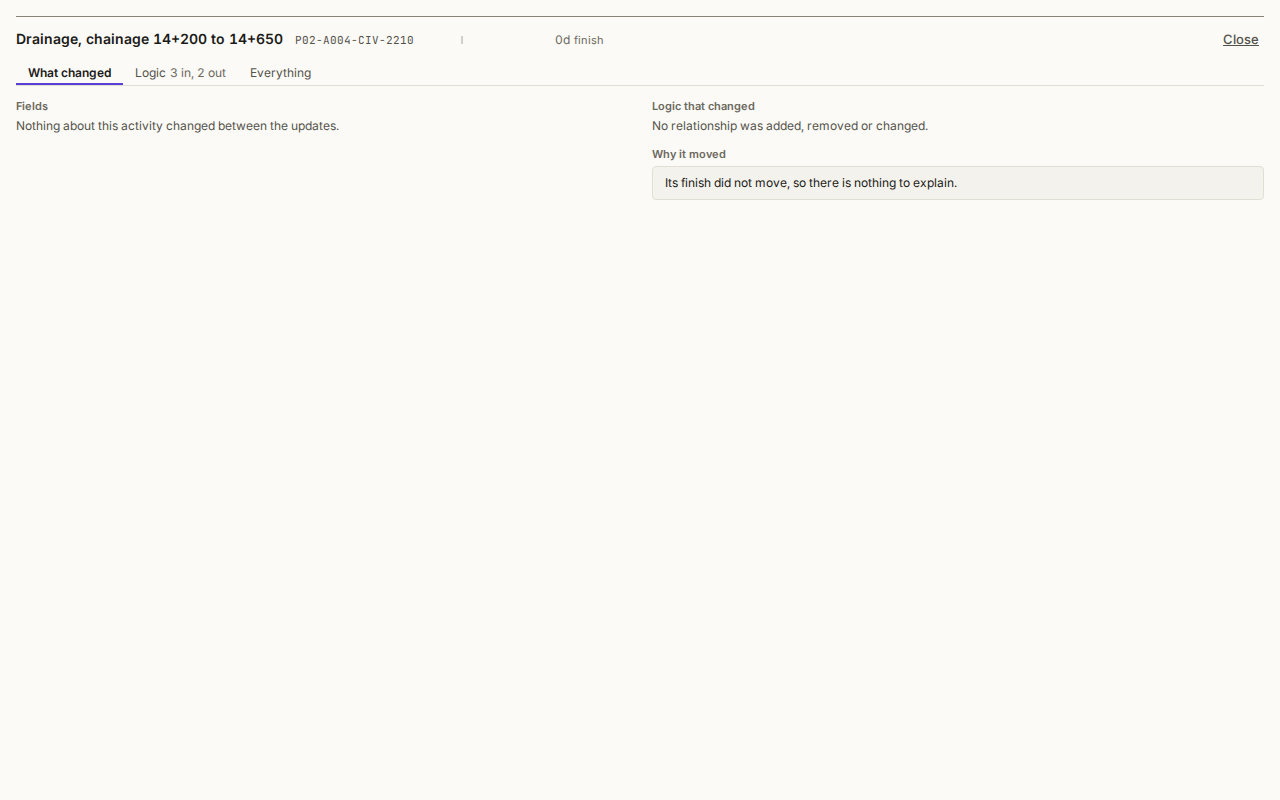 Drainage, chainage 14+200 to 14+650 P02-A004-CIV-2210 0d finish Close
What changed Logic 3 in, 2 out Everything
Fields
Nothing about this activity changed between the updates.
Logic that changed
No relationship was added, removed or changed.
Why it moved
Its finish did not move, so there is nothing to explain.